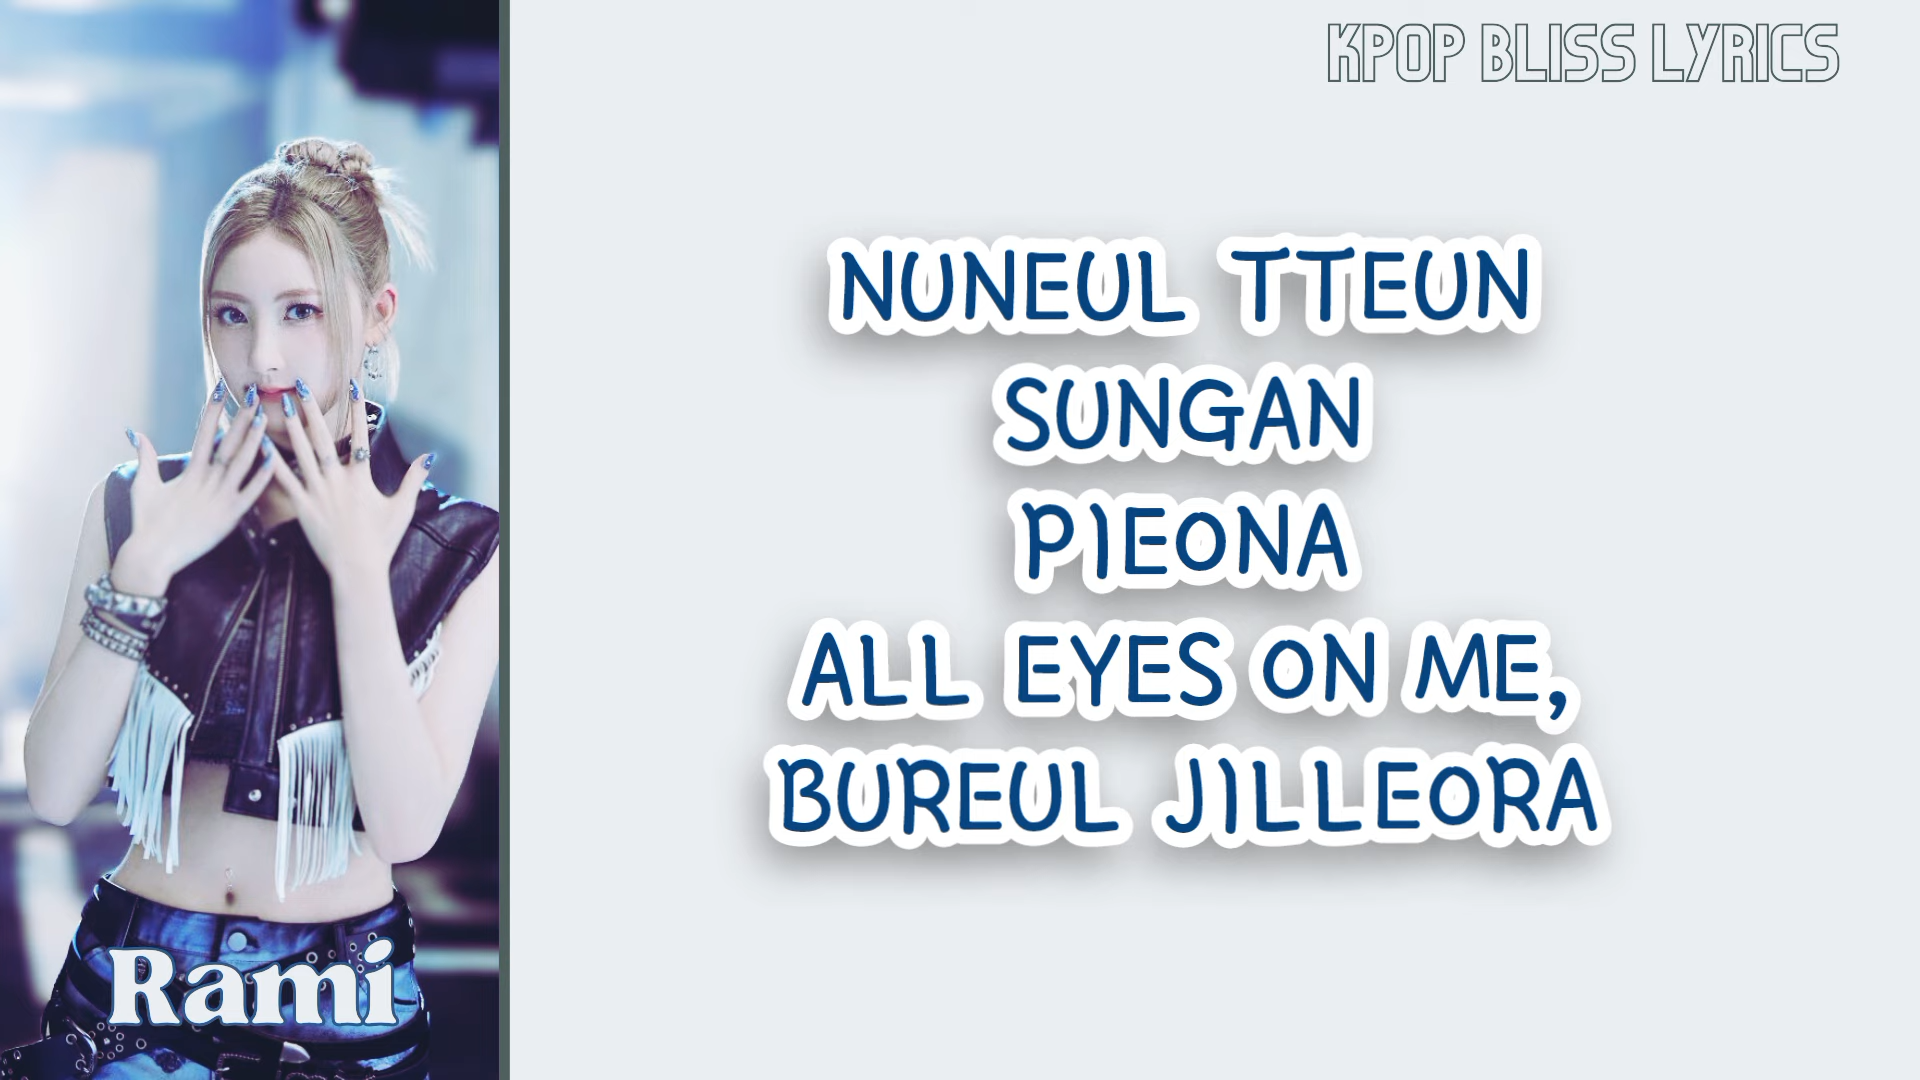 KPOP BLISS LYRICS
NUNEUL TTEUN
SUNGAN
PIEONA
ALL EYES ON ME,
BUREUL JILLEORA
Rami